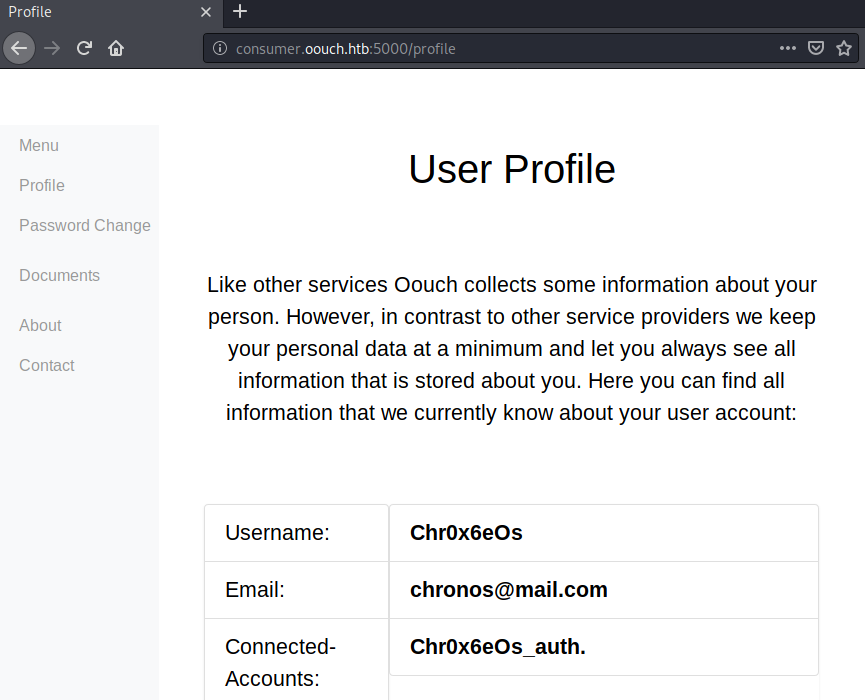 Profile
consumer.oouch.htb:5000/profile
Menu
Profile
Password Change
Documents
About
Contact
User Profile
Like other services Oouch collects some information about your
person. However, in contrast to other service providers we keep
your personal data at a minimum and let you always see all
information that is stored about you. Here you can find all
information that we currently know about your user account:
Username: Chr0x6eOs
Email: chronos@mail.com
Connected- Chr0x6eOs_auth.
Accounts: